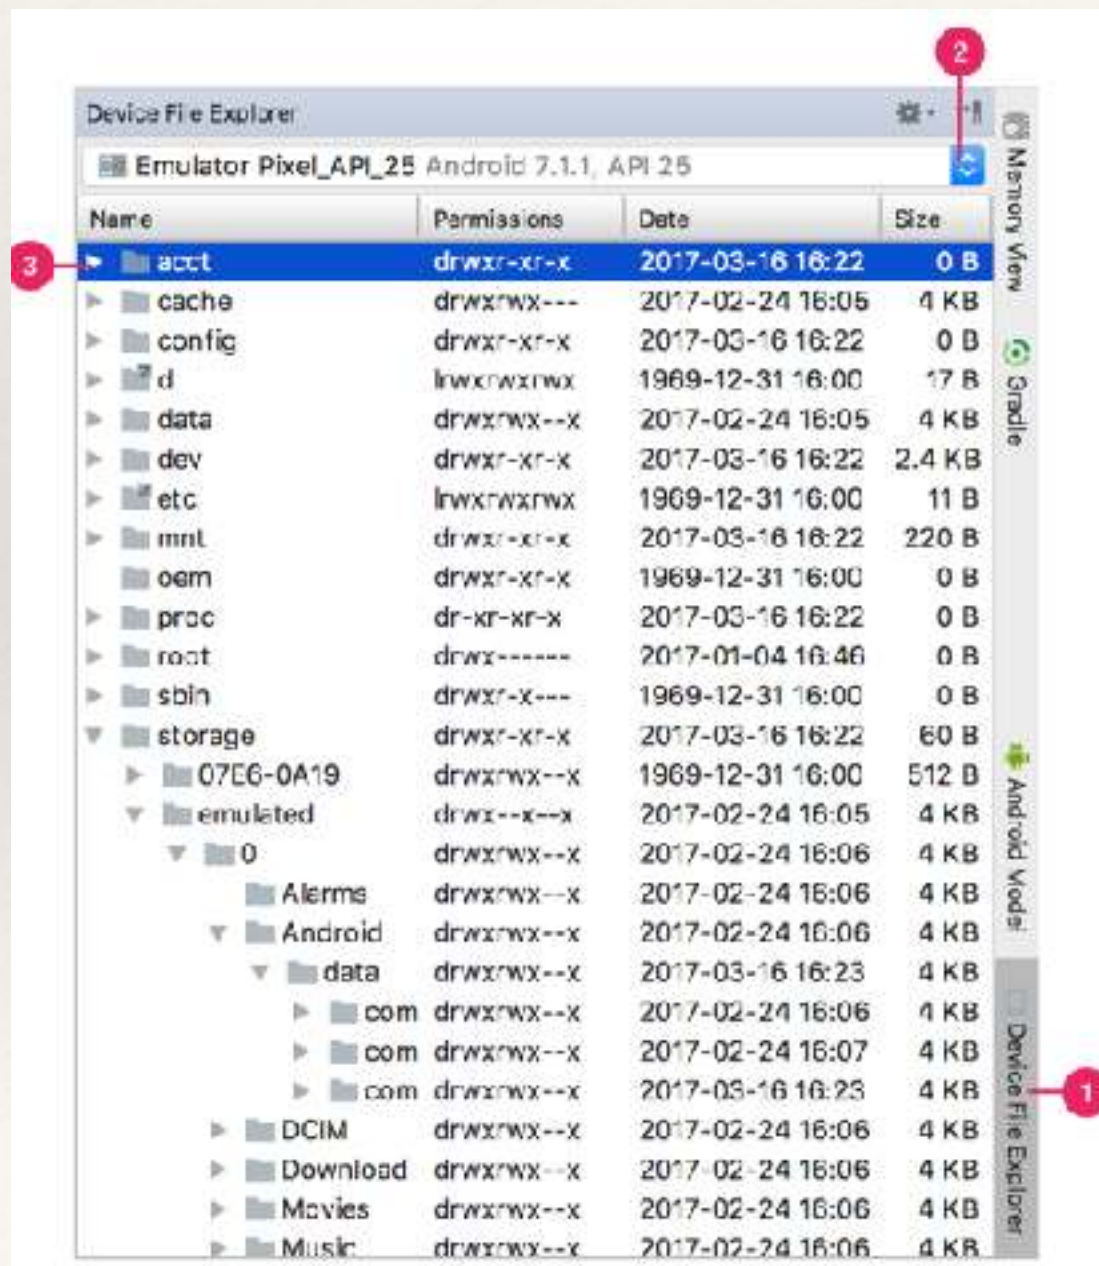 2
Device File Explorer
Emulator Pixel_API_25 Android 7.1.1, API 25
Name Permissions Date Size
3
acct drwxr-xr-x 2017-03-16 16:22 0 B
cache drwxrwx--- 2017-02-24 16:05 4 KB
config drwxr-xr-x 2017-03-16 16:22 0 B
d lrwxrwxrwx 1969-12-31 16:00 17 B
data drwxrwx--x 2017-02-24 16:05 4 KB
dev drwxr-xr-x 2017-03-16 16:22 2.4 KB
etc lrwxrwxrwx 1969-12-31 16:00 11 B
mnt drwxr-xr-x 2017-03-16 16:22 220 B
oem drwxr-xr-x 1969-12-31 16:00 0 B
proc dr-xr-xr-x 2017-03-16 16:22 0 B
root drwx------ 2017-01-04 16:46 0 B
sbin drwxr-x--- 1969-12-31 16:00 0 B
storage drwxr-xr-x 2017-03-16 16:22 60 B
07E6-0A19 drwxrwx--x 1969-12-31 16:00 512 B
emulated drwx--x--x 2017-02-24 16:05 4 KB
0 drwxrwx--x 2017-02-24 16:06 4 KB
Alarms drwxrwx--x 2017-02-24 16:06 4 KB
Android drwxrwx--x 2017-02-24 16:06 4 KB
data drwxrwx--x 2017-03-16 16:23 4 KB
com drwxrwx--x 2017-02-24 16:06 4 KB
com drwxrwx--x 2017-02-24 16:07 4 KB
com drwxrwx--x 2017-03-16 16:23 4 KB
DCIM drwxrwx--x 2017-02-24 16:06 4 KB
Download drwxrwx--x 2017-02-24 16:06 4 KB
Movies drwxrwx--x 2017-02-24 16:06 4 KB
Music drwxrwx--x 2017-02-24 16:06 4 KB
Memory View
Gradle
Android Model
Device File Explorer
1